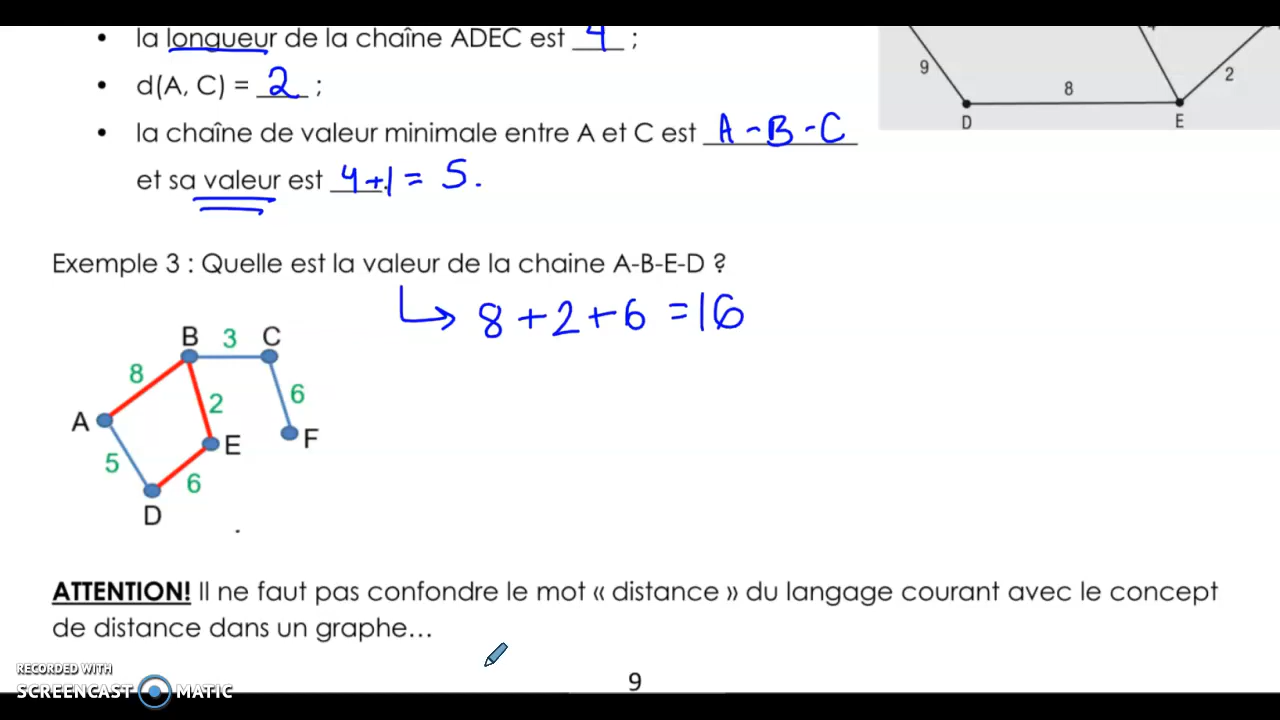 • la longueur de la chaîne ADEC est 4 ;
• d(A, C) = 2 ;
• la chaîne de valeur minimale entre A et C est A-B-C
et sa valeur est 4+1 = 5.
9
8
2
D
E
Exemple 3 : Quelle est la valeur de la chaine A-B-E-D ?
8+2+6 =16
B 3 C
8
2
6
A
E
F
5
6
D
ATTENTION! Il ne faut pas confondre le mot « distance » du langage courant avec le concept
de distance dans un graphe...
RECORDED WITH
SCREENCAST MATIC
9